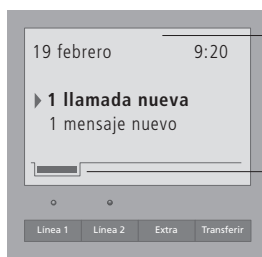 19 febrero 9:20
1 llamada nueva
1 mensaje nuevo
Línea 1 Línea 2 Extra Transferir